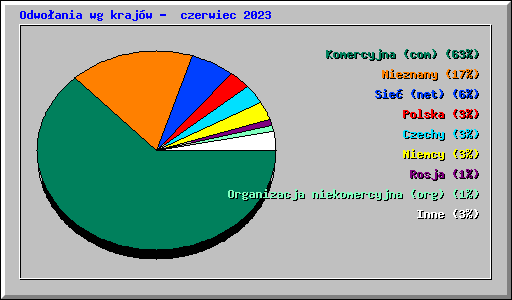 Odwołania wg krajów - czerwiec 2023
Komercyjna (com) (63%)
Nieznany (17%)
Sieć (net) (6%)
Polska (3%)
Czechy (3%)
Niemcy (3%)
Rosja (1%)
Organizacja niekomercyjna (org) (1%)
Inne (3%)